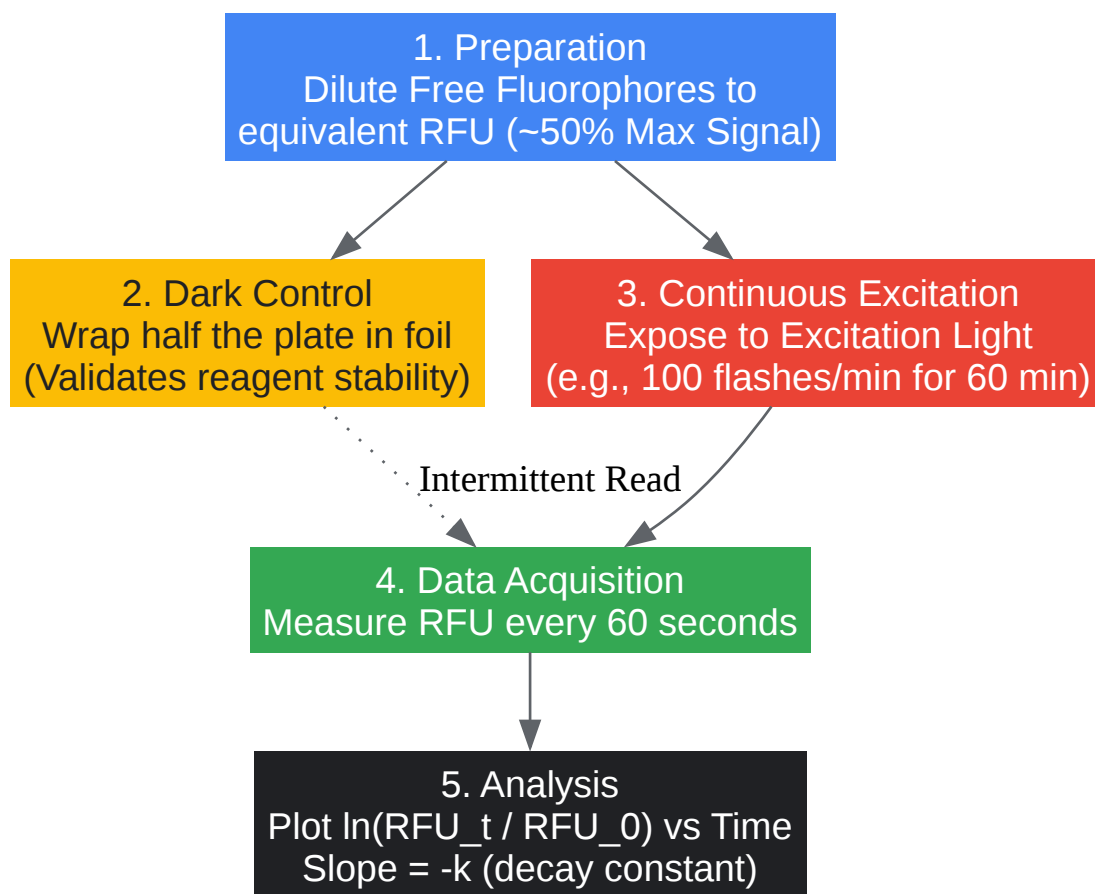 1. Preparation
Dilute Free Fluorophores to
equivalent RFU (~50% Max Signal)
2. Dark Control
Wrap half the plate in foil
(Validates reagent stability)
3. Continuous Excitation
Expose to Excitation Light
(e.g., 100 flashes/min for 60 min)
Intermittent Read
4. Data Acquisition
Measure RFU every 60 seconds
5. Analysis
Plot ln(RFU_t / RFU_0) vs Time
Slope = -k (decay constant)